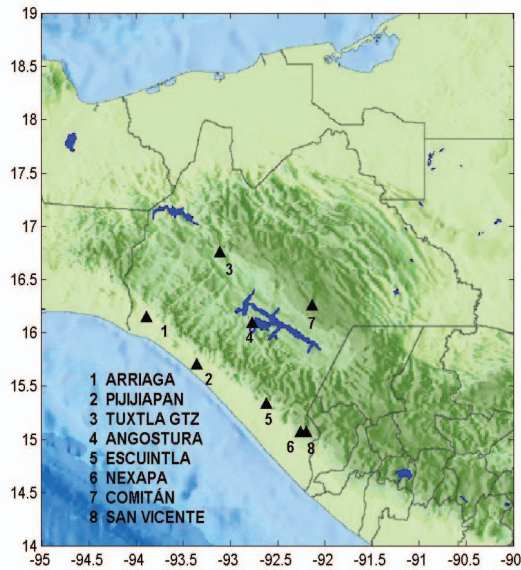 19
18.5
18
17.5
17
16.5
16
15.5
15
14.5
14
3
7
4
1
2
5
6 8
1 ARRIAGA
2 PIJIJIAPAN
3 TUXTLA GTZ
4 ANGOSTURA
5 ESCUINTLA
6 NEXAPA
7 COMITÁN
8 SAN VICENTE
-95 -94.5 -94 -93.5 -93 -92.5 -92 -91.5 -91 -90.5 -90